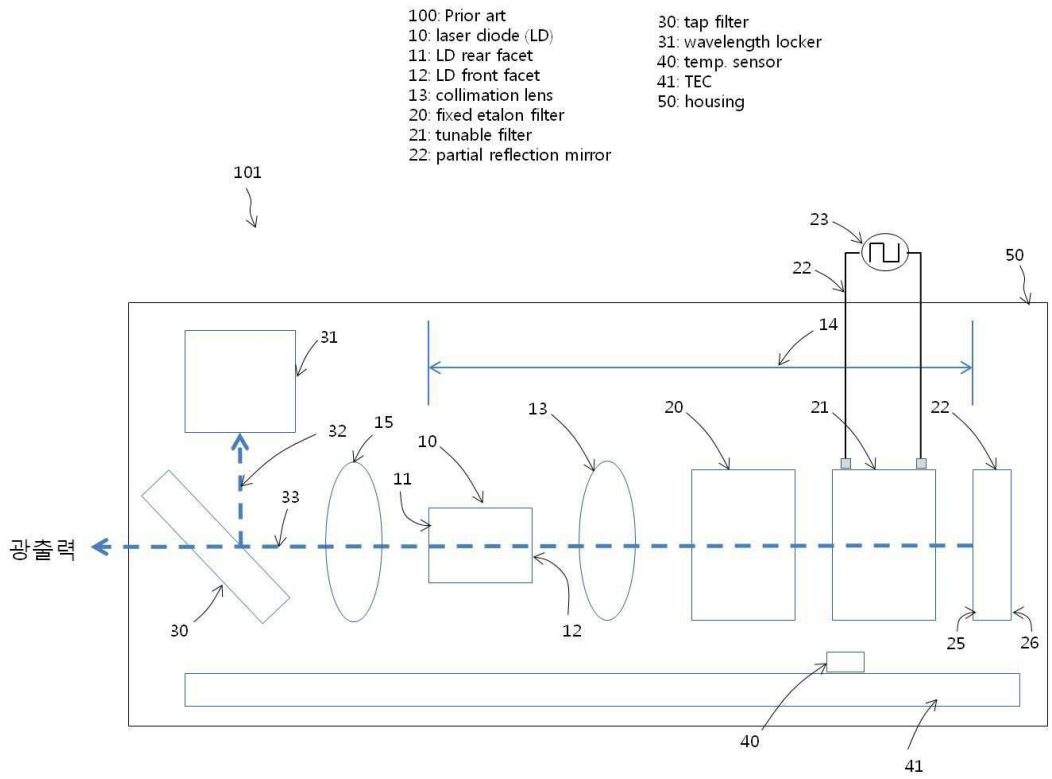 100: Prior art
10: laser diode (LD)
11: LD rear facet
12: LD front facet
13: collimation lens
20: fixed etalon filter
21: tunable filter
22: partial reflection mirror
30: tap filter
31: wavelength locker
40: temp. sensor
41: TEC
50: housing
101
23
22
50
31
14
32
15
10
13
20
21
22
11
33
광출력
30
12
25
26
40
41